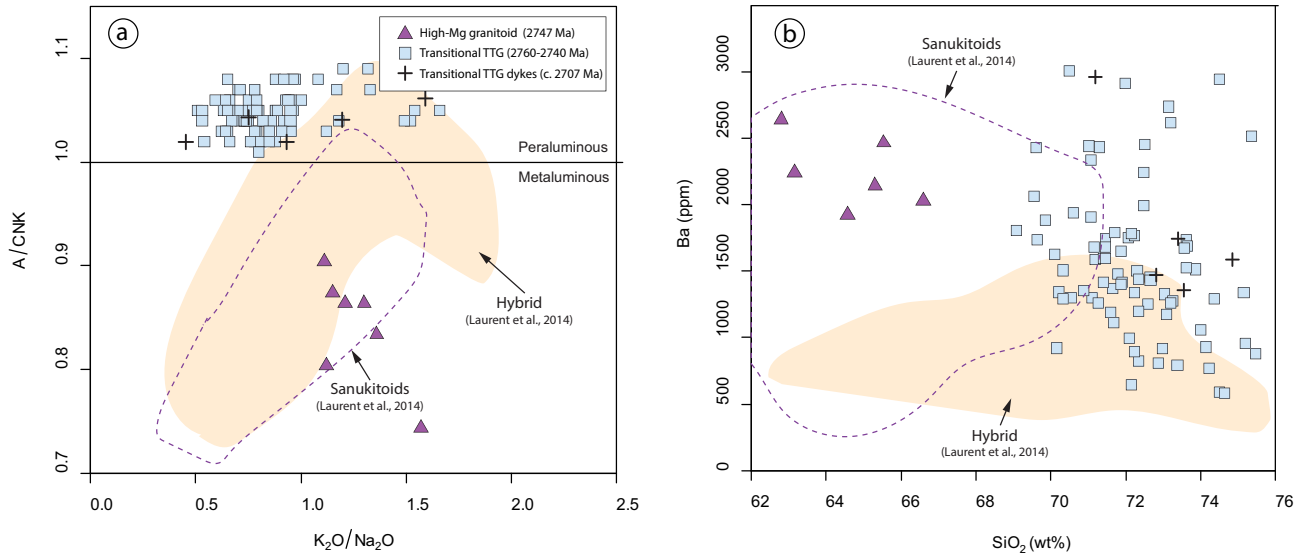 a
High-Mg granitoid (2747 Ma)
Transitional TTG (2760-2740 Ma)
Transitional TTG dykes (c. 2707 Ma)
1.1
1.0
0.9
0.8
0.7
A/CNK
Peraluminous
Metaluminous
Hybrid
(Laurent et al., 2014)
Sanukitoids
(Laurent et al., 2014)
0.0 0.5 1.0 1.5 2.0 2.5
K2O/Na2O
b
Sanukitoids
(Laurent et al., 2014)
3000
2500
2000
1500
1000
500
0
Ba (ppm)
Hybrid
(Laurent et al., 2014)
62 64 66 68 70 72 74 76
SiO2 (wt%)